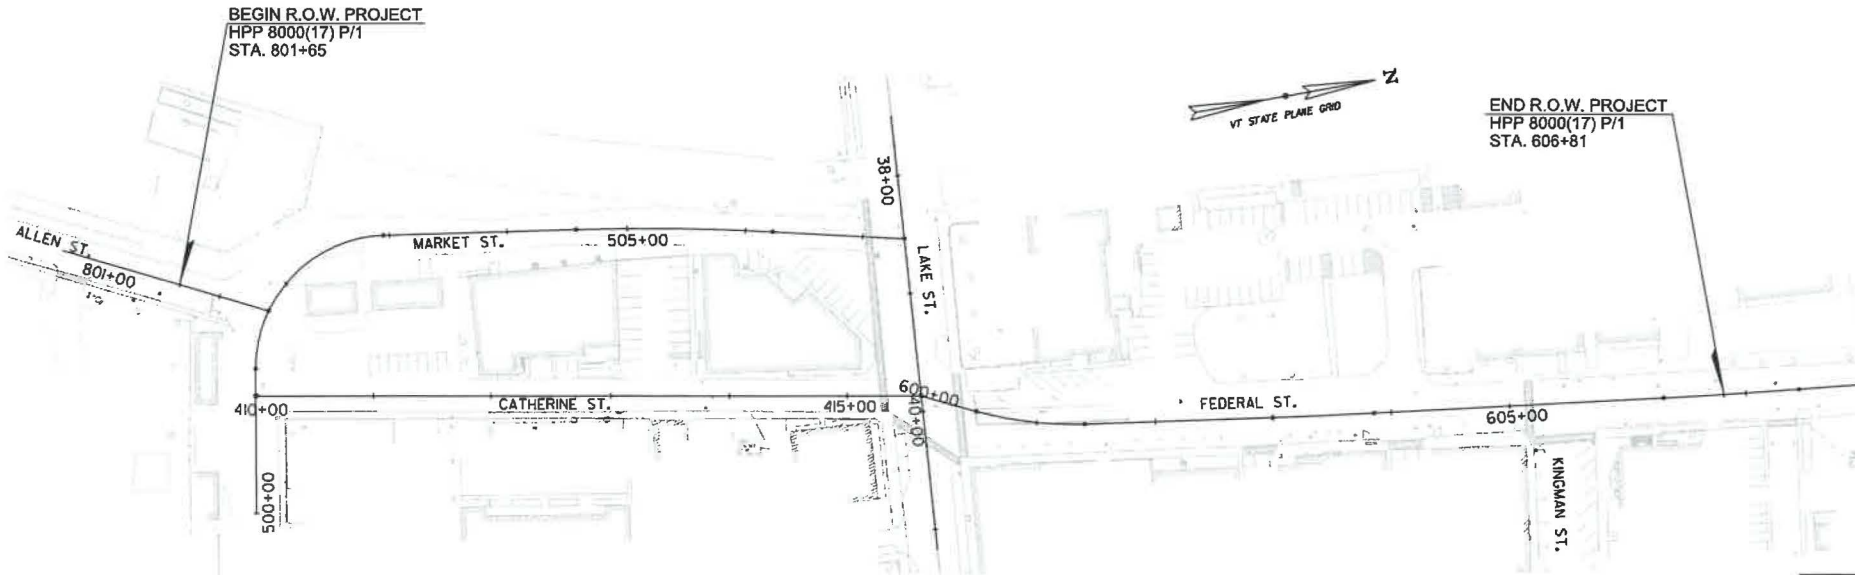 BEGIN R.O.W. PROJECT
HPP 8000(17) P/1
STA. 801+65
N
VT STATE PLANE GRID
END R.O.W. PROJECT
HPP 8000(17) P/1
STA. 606+81
38+00
ALLEN ST.
801+00
MARKET ST.
505+00
LAKE ST.
410+00
CATHERINE ST.
415+00
600+00
40+00
FEDERAL ST.
605+00
500+00
KINGMAN ST.